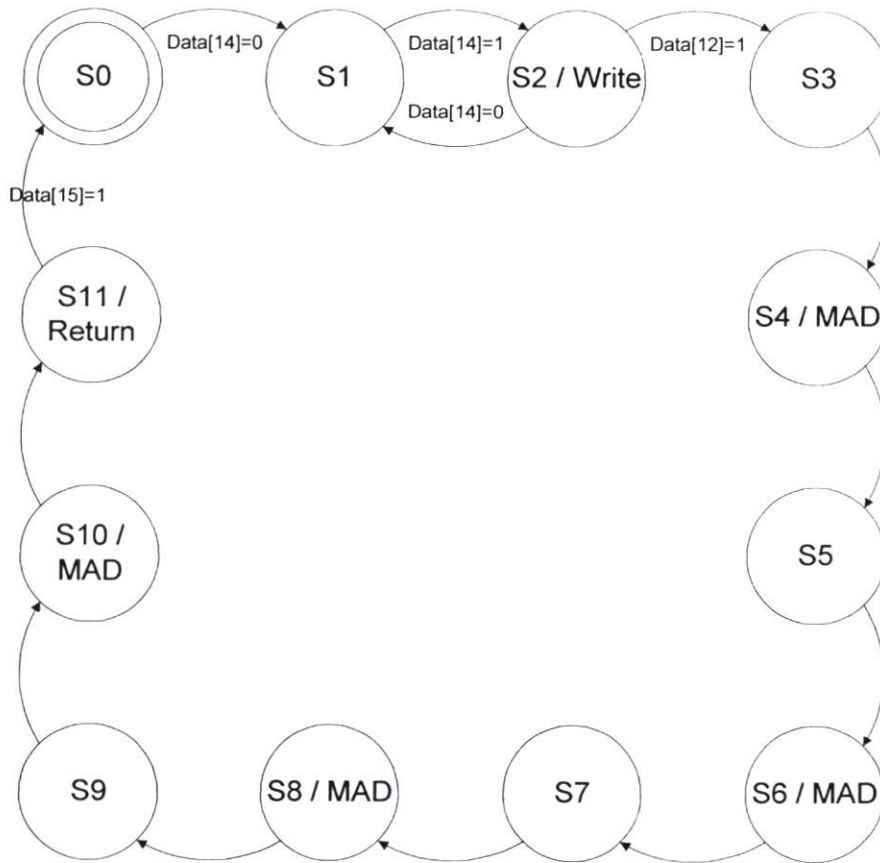 Data[14]=0
Data[14]=1
Data[12]=1
S0
S1
S2 / Write
S3
Data[14]=0
Data[15]=1
S11 /
Return
S4 / MAD
S10 /
MAD
S5
S9
S8 / MAD
S7
S6 / MAD